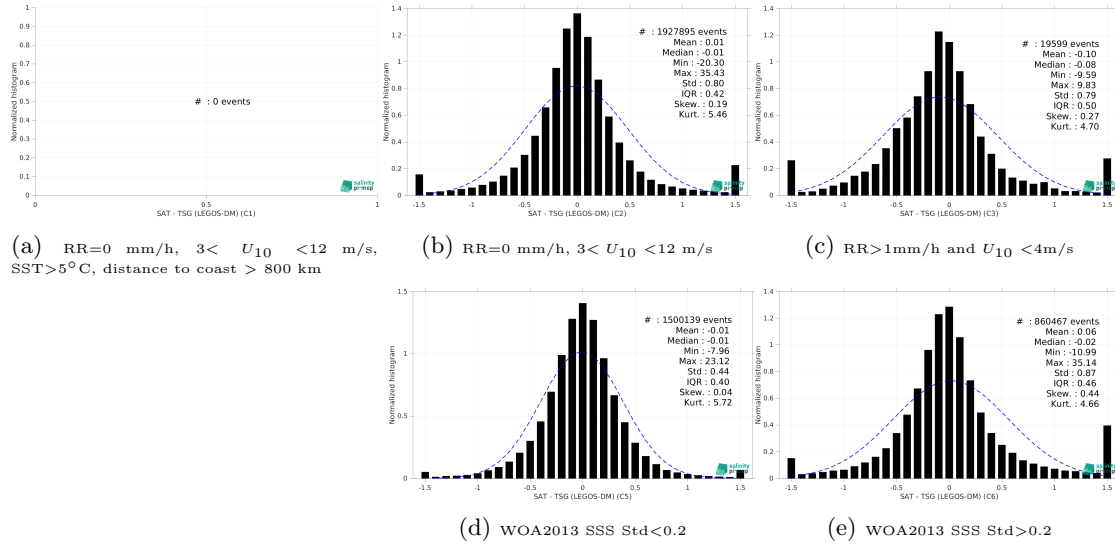 1
0.9
0.8
0.7
0.6
0.5
0.4
0.3
0.2
0.1
0
Normalized histogram
# : 0 events
0 0.5 1
SAT - TSG (LEGOS-DM) (C1)
salinity
pi-mep
(a) RR=0 mm/h, 3< U10 <12 m/s,
SST>5°C, distance to coast > 800 km
1.4
1.2
1
0.8
0.6
0.4
0.2
0
Normalized histogram
# : 1927895 events
Mean : 0.01
Median : -0.01
Min : -20.30
Max : 35.43
Std : 0.80
IQR : 0.42
Skew. : 0.19
Kurt. : 5.46
-1.5 -1 -0.5 0 0.5 1 1.5
SAT - TSG (LEGOS-DM) (C2)
salinity
pi-mep
(b) RR=0 mm/h, 3< U10 <12 m/s
1.4
1.2
1
0.8
0.6
0.4
0.2
0
Normalized histogram
# : 19599 events
Mean : -0.10
Median : -0.08
Min : -9.59
Max : 9.83
Std : 0.79
IQR : 0.50
Skew. : 0.27
Kurt. : 4.70
-1.5 -1 -0.5 0 0.5 1 1.5
SAT - TSG (LEGOS-DM) (C3)
salinity
pi-mep
(c) RR>1mm/h and U10 <4m/s
1.5
1
0.5
0
Normalized histogram
# : 1500139 events
Mean : -0.01
Median : -0.01
Min : -7.96
Max : 23.12
Std : 0.44
IQR : 0.40
Skew. : 0.04
Kurt. : 5.72
-1.5 -1 -0.5 0 0.5 1 1.5
SAT - TSG (LEGOS-DM) (C5)
salinity
pi-mep
(d) WOA2013 SSS Std<0.2
1.4
1.2
1
0.8
0.6
0.4
0.2
0
Normalized histogram
# : 860467 events
Mean : 0.06
Median : -0.02
Min : -10.99
Max : 35.14
Std : 0.87
IQR : 0.46
Skew. : 0.44
Kurt. : 4.66
-1.5 -1 -0.5 0 0.5 1 1.5
SAT - TSG (LEGOS-DM) (C6)
salinity
pi-mep
(e) WOA2013 SSS Std>0.2